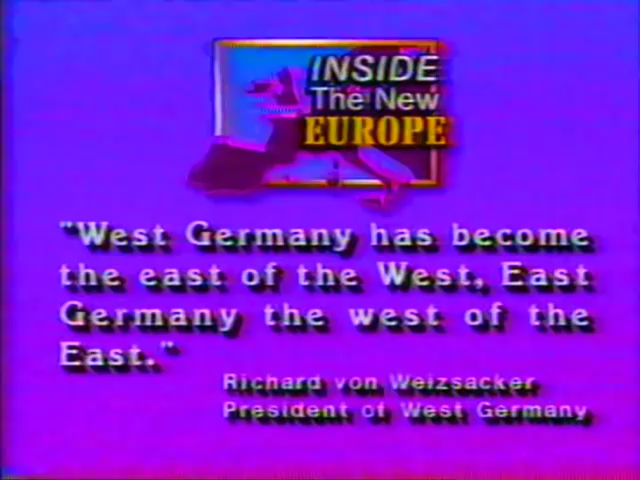 INSIDE
The New
EUROPE
"West Germany has become
the east of the West, East
Germany the west of the
East."
Richard von Weizsacker
President of West Germany